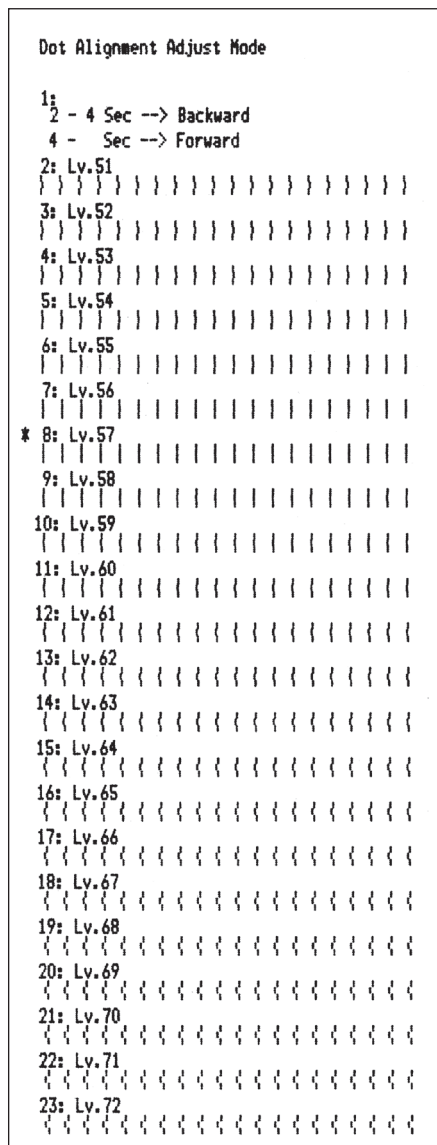 Dot Alignment Adjust Mode
1:
2 - 4 Sec --> Backward
4 - Sec --> Forward
2: Lv.51
3: Lv.52
4: Lv.53
5: Lv.54
6: Lv.55
7: Lv.56
* 8: Lv.57
9: Lv.58
10: Lv.59
11: Lv.60
12: Lv.61
13: Lv.62
14: Lv.63
15: Lv.64
16: Lv.65
17: Lv.66
18: Lv.67
19: Lv.68
20: Lv.69
21: Lv.70
22: Lv.71
23: Lv.72